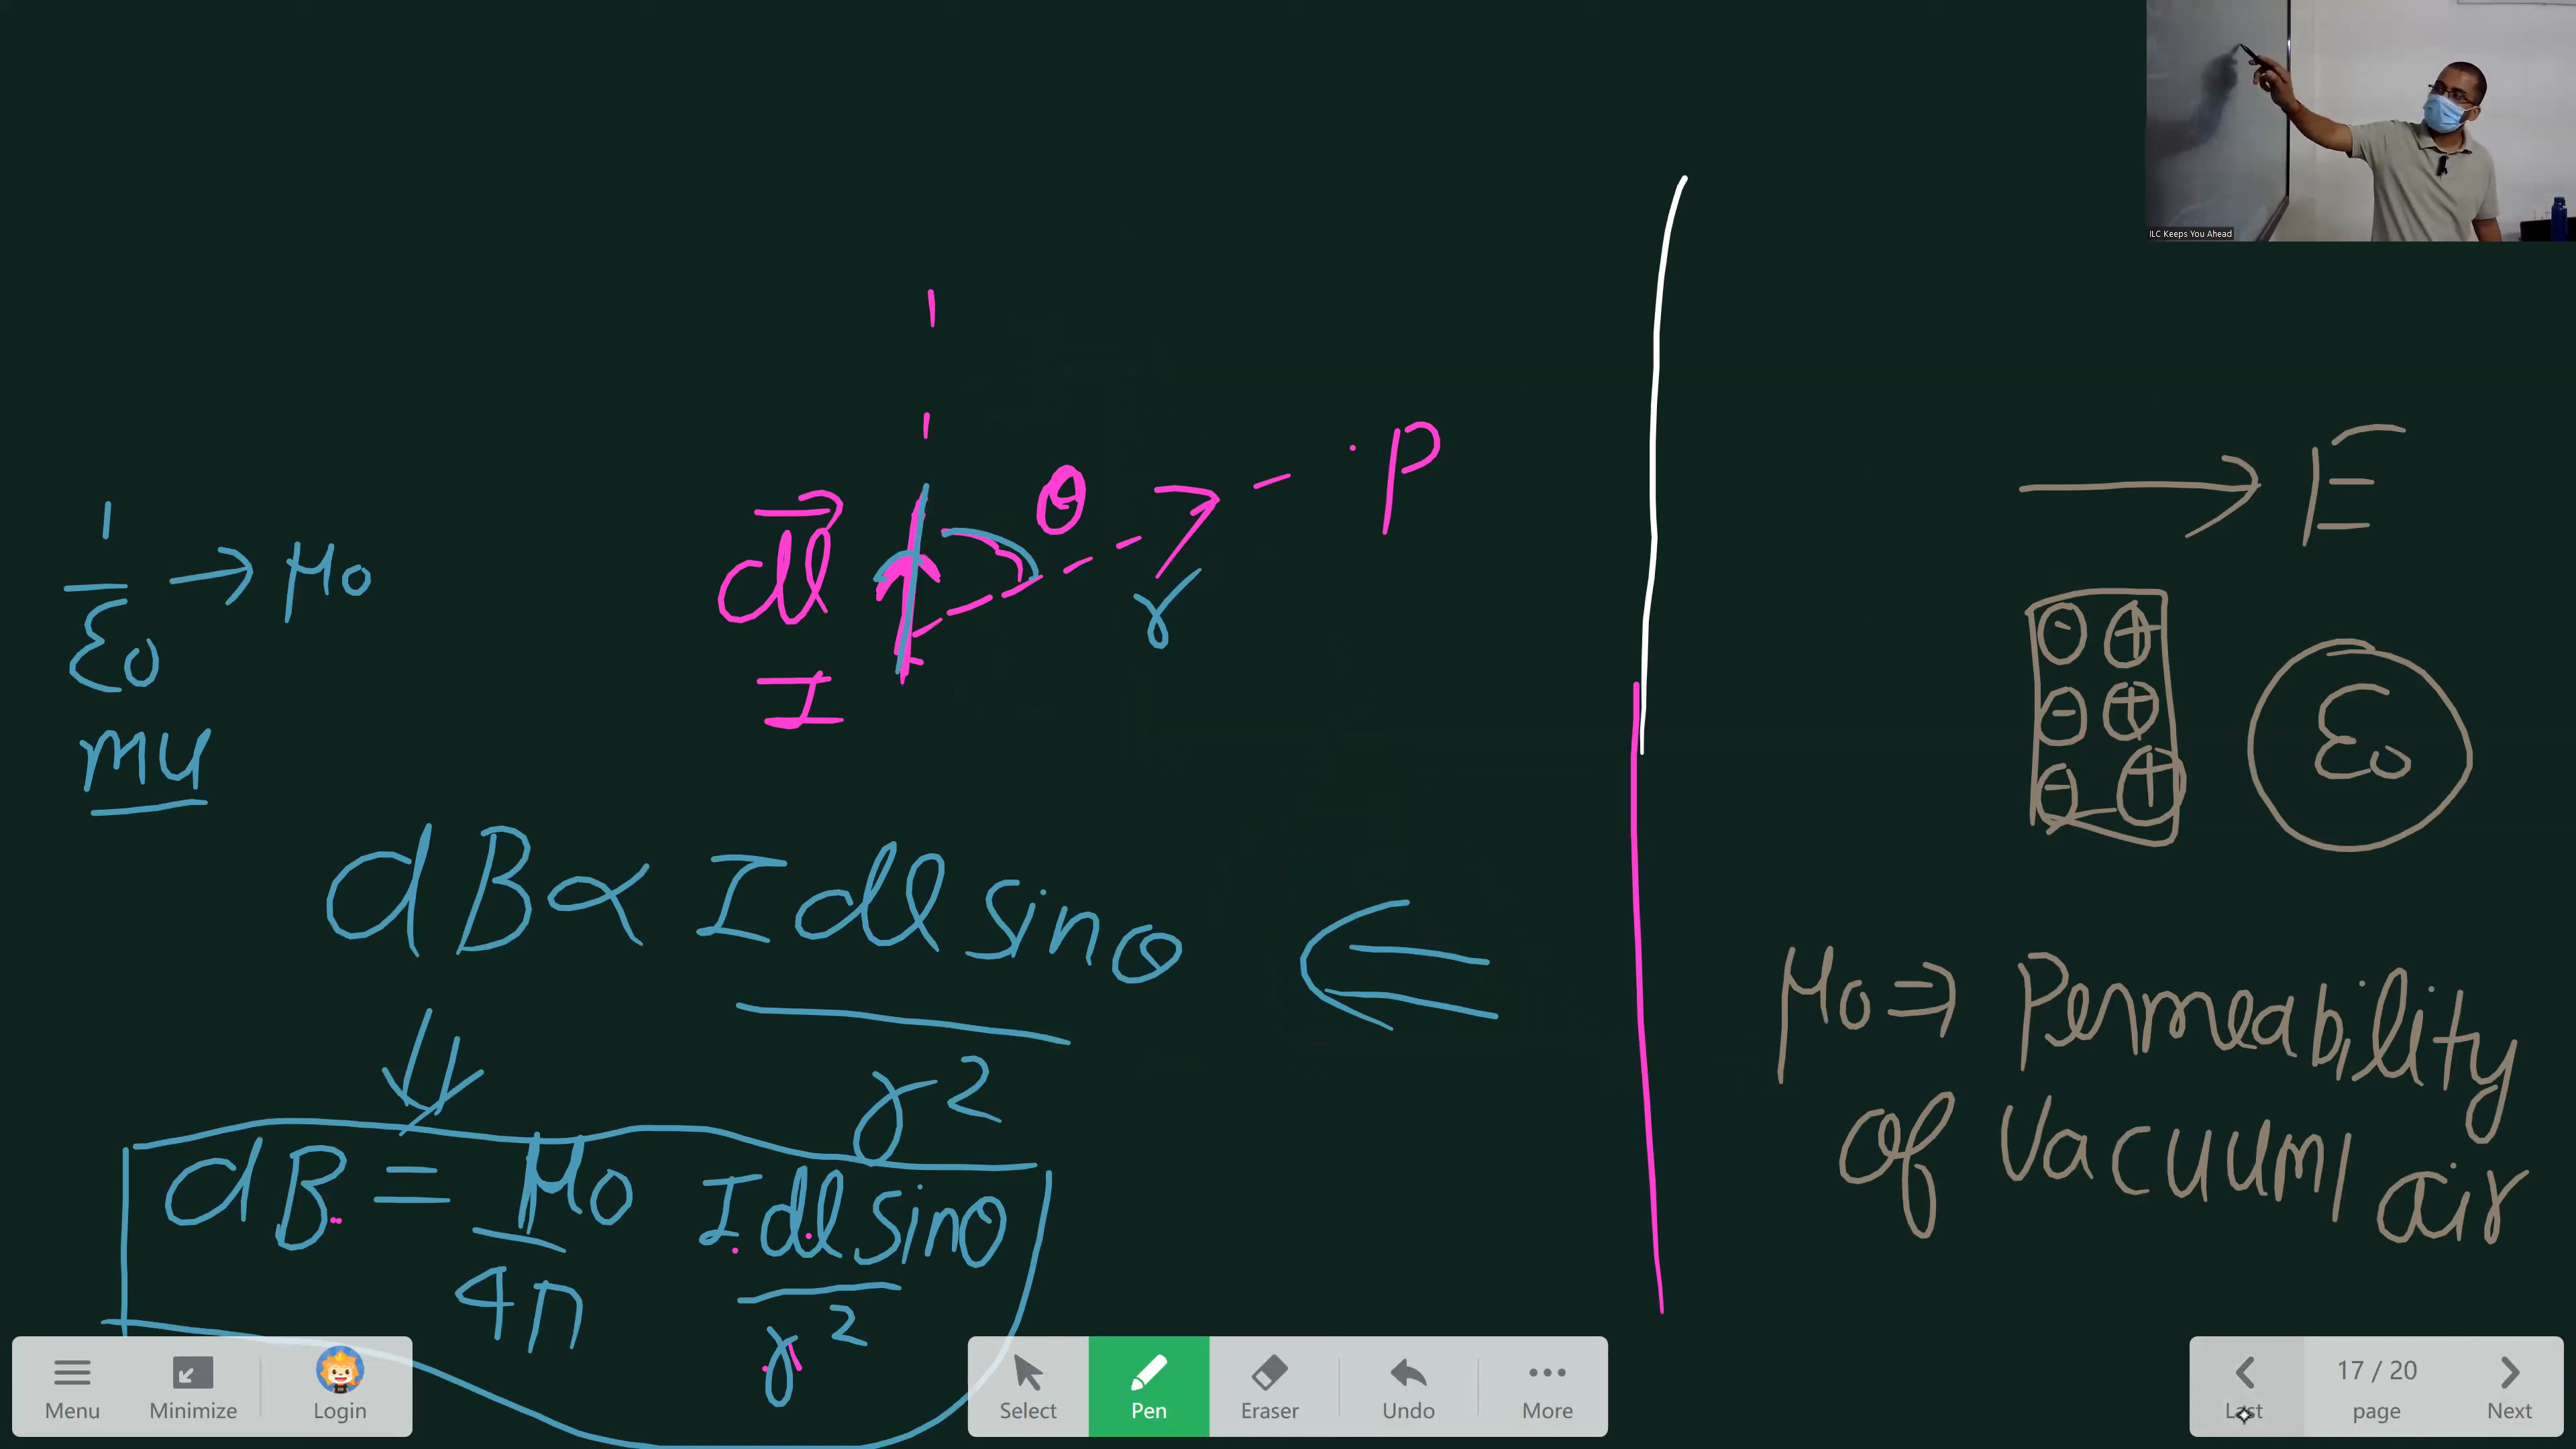 ILC Keeps You Ahead
P
θ
dl
r
I
1/ε0 → μ0
mu
E
- +
- +
- +
ε0
dB ∝ I dl sinθ ⇐
r²
dB = μ0 I dl sinθ
4π r²
μ0 ⇒ Permeability
of Vacuum/air
Menu Minimize Login
Select Pen Eraser Undo More
Last 17 / 20 page Next